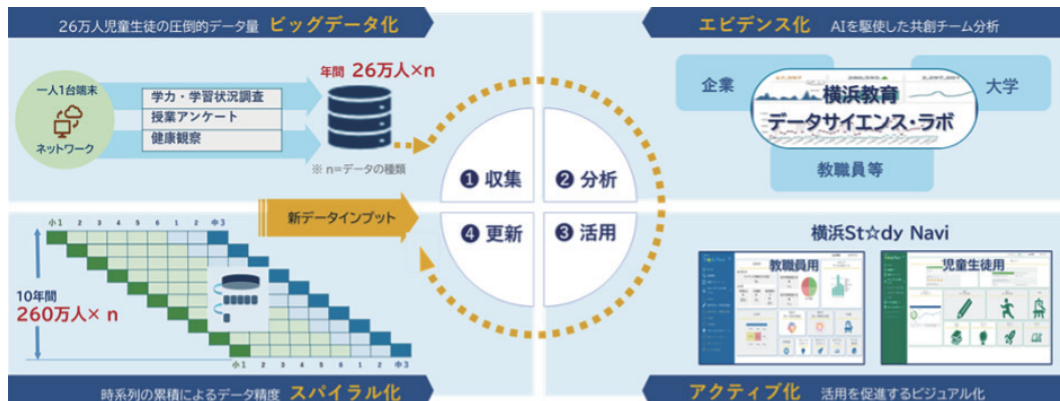 26万人児童生徒の圧倒的データ量 ビッグデータ化
一人1台端末
ネットワーク
学力・学習状況調査
授業アンケート
健康観察
年間 26万人×n
※ n=データの種類
エビデンス化 AIを駆使した共創チーム分析
企業
大学
横浜教育
データサイエンス・ラボ
教職員等
❶ 収集
❷ 分析
❹ 更新
❸ 活用
新データインプット
小1 2 3 4 5 6 1 2 中3
10年間
260万人× n
小1 2 3 4 5 6 1 2 中3
時系列の累積によるデータ精度 スパイラル化
横浜St☆dy Navi
教職員用
児童生徒用
アクティブ化 活用を促進するビジュアル化